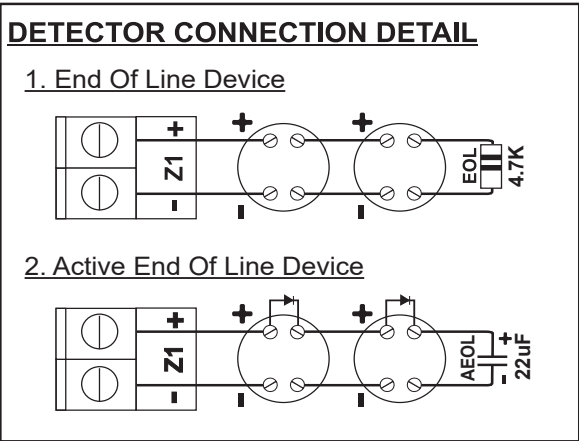 DETECTOR CONNECTION DETAIL
1. End Of Line Device
+ Z1 -
+ -
+ -
EOL
4.7K
2. Active End Of Line Device
+ Z1 -
+ -
+ -
AEOL
+ -
22uF